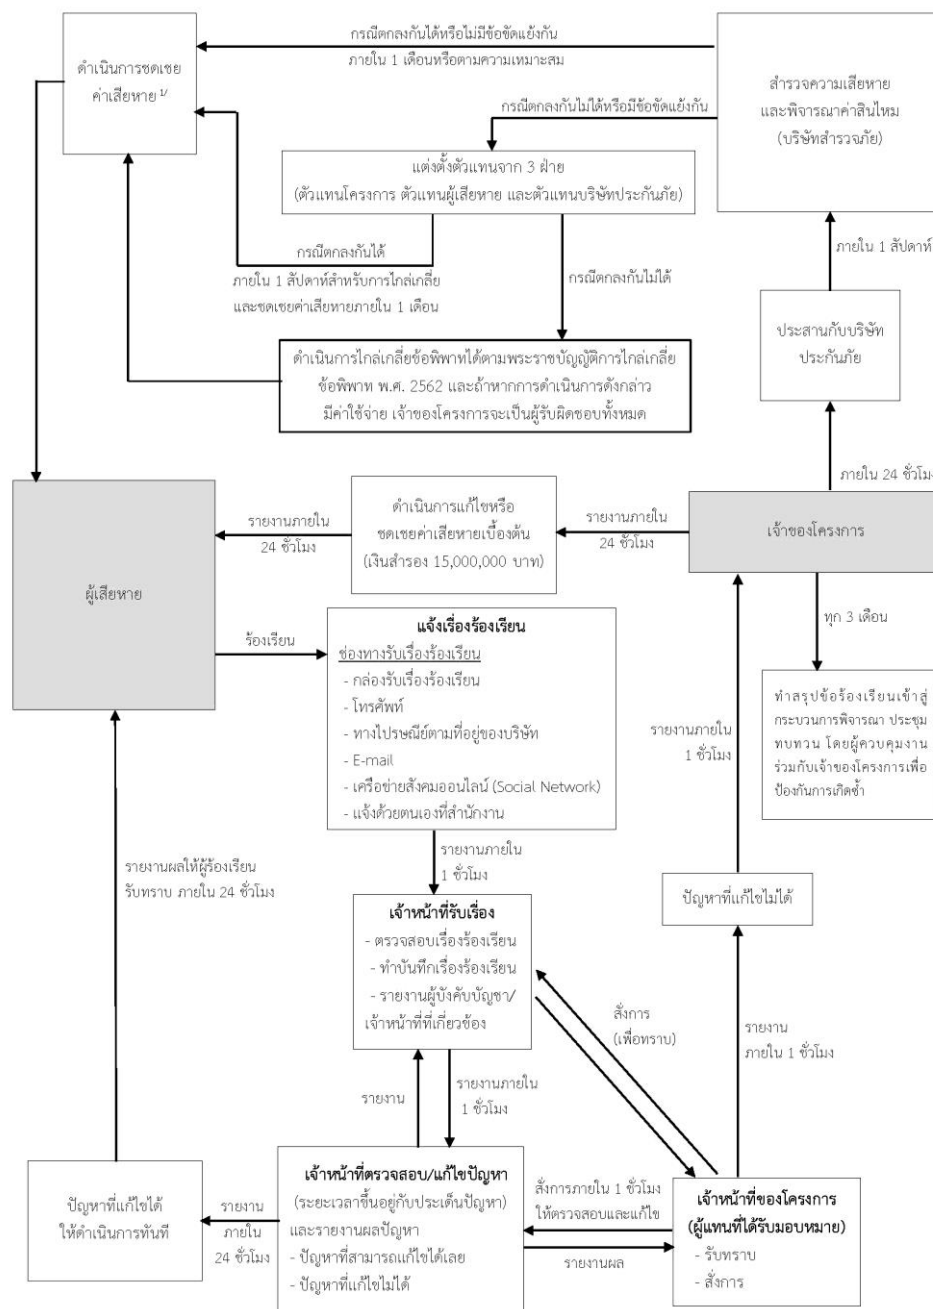 กรณีตกลงกันได้หรือไม่มีข้อขัดแย้งกัน
ภายใน 1 เดือนหรือตามความเหมาะสม
ดำเนินการชดเชย
ค่าเสียหาย 1/
สำรวจความเสียหาย
และพิจารณาค่าสินไหม
(บริษัทสำรวจภัย)
กรณีตกลงกันไม่ได้หรือมีข้อขัดแย้งกัน
แต่งตั้งตัวแทนจาก 3 ฝ่าย
(ตัวแทนโครงการ ตัวแทนผู้เสียหาย และตัวแทนบริษัทประกันภัย)
ภายใน 1 สัปดาห์
กรณีตกลงกันได้
ภายใน 1 สัปดาห์สำหรับการไกล่เกลี่ย
และชดเชยค่าเสียหายภายใน 1 เดือน
กรณีตกลงกันไม่ได้
ประสานกับบริษัท
ประกันภัย
ดำเนินการไกล่เกลี่ยข้อพิพาทได้ตามพระราชบัญญัติการไกล่เกลี่ย
ข้อพิพาท พ.ศ. 2562 และถ้าหากการดำเนินการดังกล่าว
มีค่าใช้จ่าย เจ้าของโครงการจะเป็นผู้รับผิดชอบทั้งหมด
ภายใน 24 ชั่วโมง
ผู้เสียหาย
รายงานภายใน
24 ชั่วโมง
ดำเนินการแก้ไขหรือ
ชดเชยค่าเสียหายเบื้องต้น
(เงินสำรอง 15,000,000 บาท)
รายงานภายใน
24 ชั่วโมง
เจ้าของโครงการ
ร้องเรียน
แจ้งเรื่องร้องเรียน
ช่องทางรับเรื่องร้องเรียน
- กล่องรับเรื่องร้องเรียน
- โทรศัพท์
- ทางไปรษณีย์ตามที่อยู่ของบริษัท
- E-mail
- เครือข่ายสังคมออนไลน์ (Social Network)
- แจ้งด้วยตนเองที่สำนักงาน
ทุก 3 เดือน
ทำสรุปข้อร้องเรียนเข้าสู่
กระบวนการพิจารณา ประชุม
ทบทวน โดยผู้ควบคุมงาน
ร่วมกับเจ้าของโครงการเพื่อ
ป้องกันการเกิดซ้ำ
รายงานภายใน
1 ชั่วโมง
รายงานภายใน
1 ชั่วโมง
รายงานผลให้ผู้ร้องเรียน
รับทราบ ภายใน 24 ชั่วโมง
ปัญหาที่แก้ไขไม่ได้
เจ้าหน้าที่รับเรื่อง
- ตรวจสอบเรื่องร้องเรียน
- ทำบันทึกเรื่องร้องเรียน
- รายงานผู้บังคับบัญชา/
เจ้าหน้าที่ที่เกี่ยวข้อง
สั่งการ
(เพื่อทราบ)
รายงาน
ภายใน 1 ชั่วโมง
รายงาน
รายงานภายใน
1 ชั่วโมง
ปัญหาที่แก้ไขได้
ให้ดำเนินการทันที
รายงาน
ภายใน
24 ชั่วโมง
เจ้าหน้าที่ตรวจสอบ/แก้ไขปัญหา
(ระยะเวลาขึ้นอยู่กับประเด็นปัญหา)
และรายงานผลปัญหา
- ปัญหาที่สามารถแก้ไขได้เลย
- ปัญหาที่แก้ไขไม่ได้
สั่งการภายใน 1 ชั่วโมง
ให้ตรวจสอบและแก้ไข
รายงานผล
เจ้าหน้าที่ของโครงการ
(ผู้แทนที่ได้รับมอบหมาย)
- รับทราบ
- สั่งการ